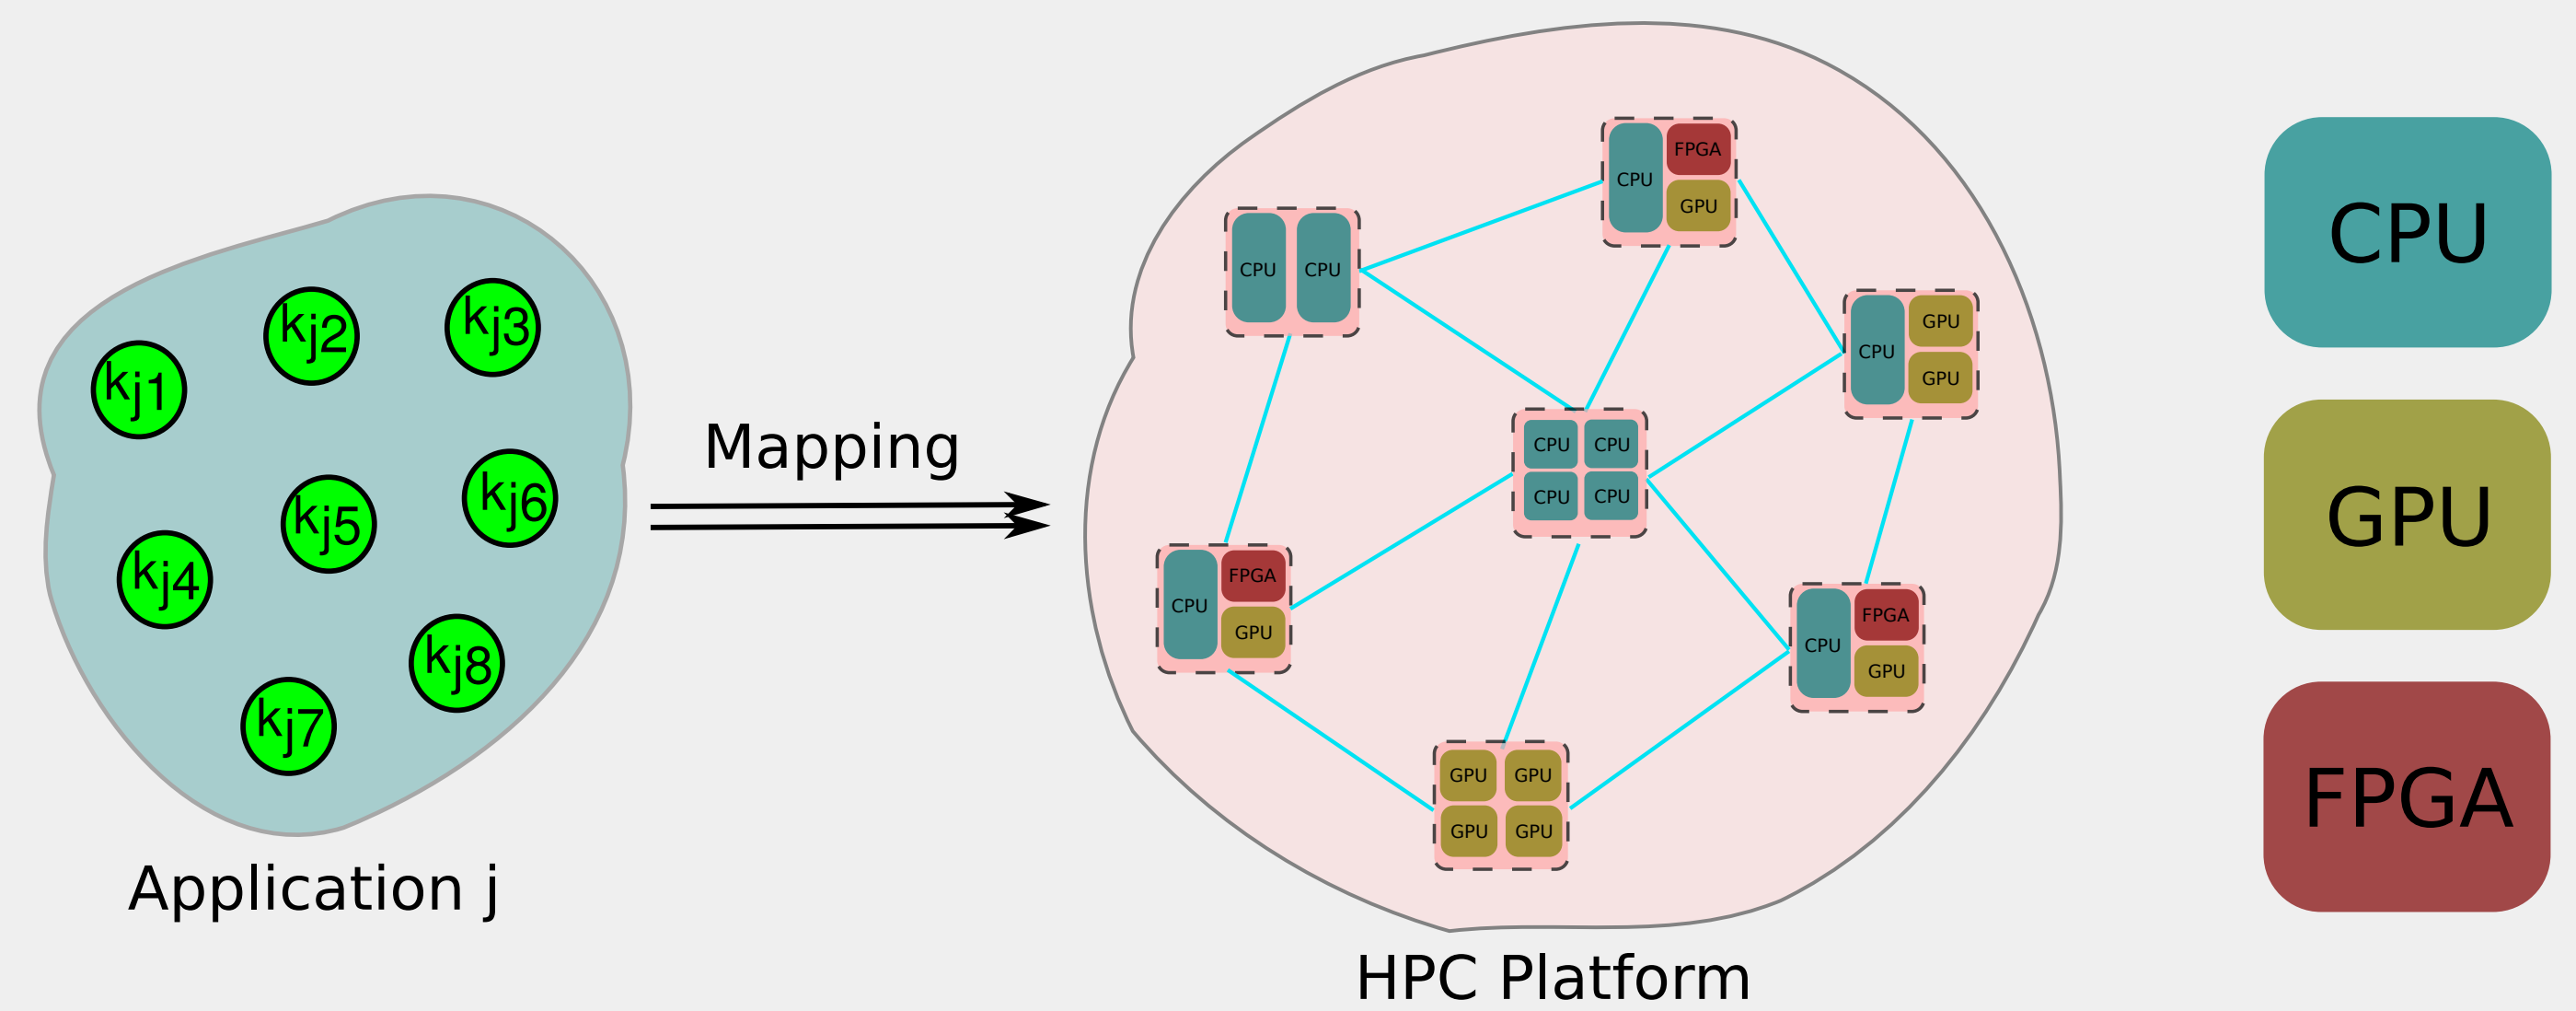 kj1
kj2
kj3
kj4
kj5
kj6
kj7
kj8
Application j
Mapping
CPU CPU
CPU FPGA
GPU
CPU GPU
GPU
CPU CPU
CPU CPU
CPU FPGA
GPU
CPU FPGA
GPU
GPU GPU
GPU GPU
HPC Platform
CPU
GPU
FPGA